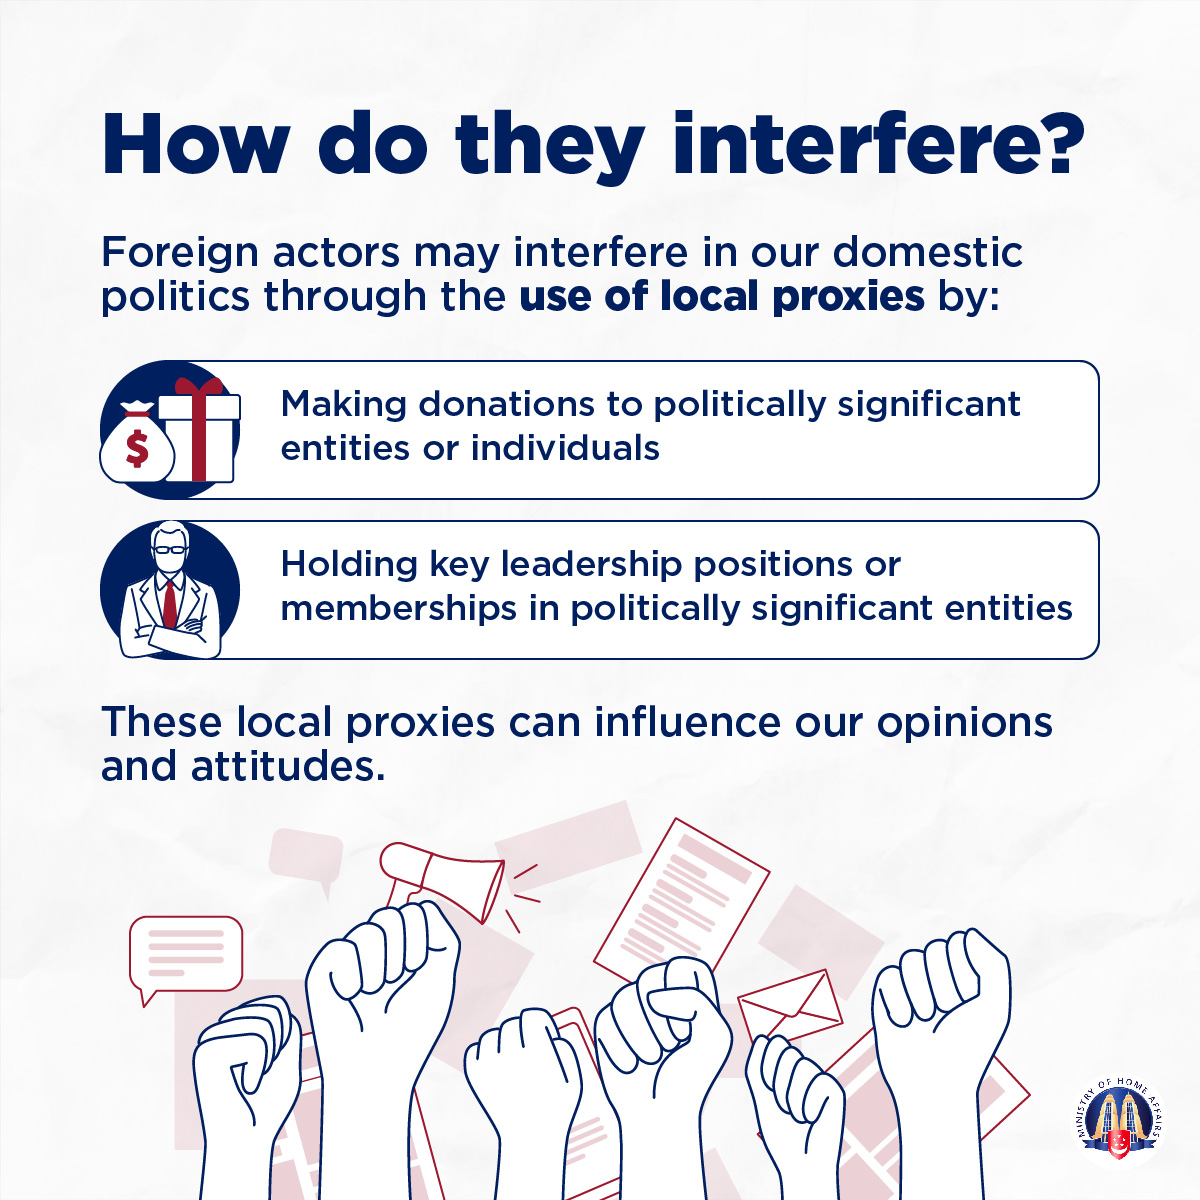 How do they interfere?
Foreign actors may interfere in our domestic
politics through the use of local proxies by:
$
Making donations to politically significant
entities or individuals
Holding key leadership positions or
memberships in politically significant entities
These local proxies can influence our opinions
and attitudes.
MINISTRY OF HOME AFFAIRS